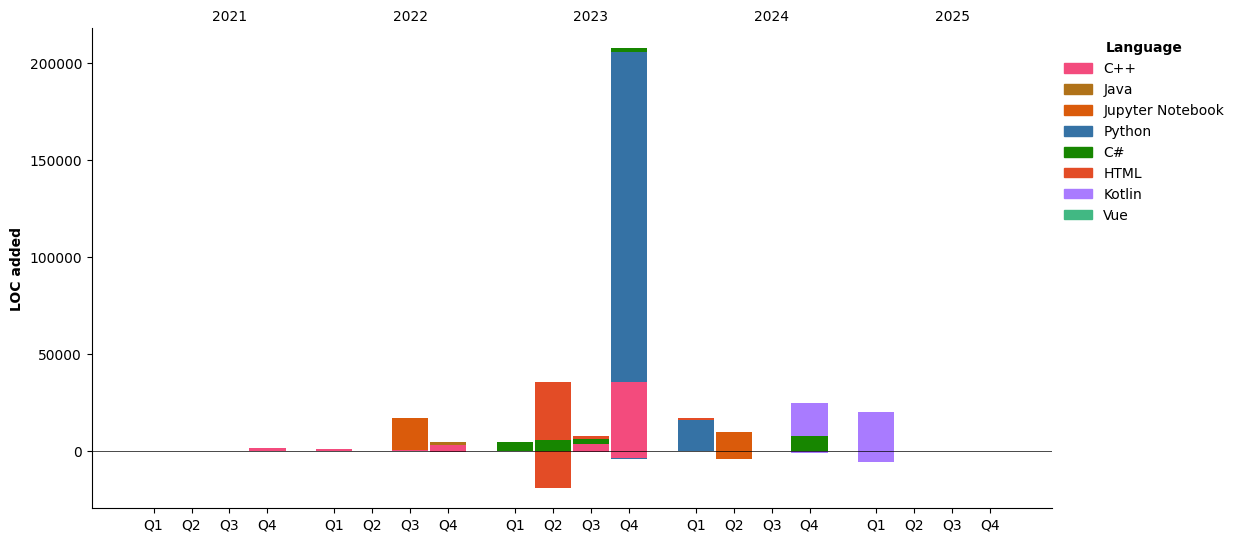 2021 2022 2023 2024 2025
Language
C++
Java
Jupyter Notebook
Python
C#
HTML
Kotlin
Vue
LOC added
200000
150000
100000
50000
0
Q1 Q2 Q3 Q4 Q1 Q2 Q3 Q4 Q1 Q2 Q3 Q4 Q1 Q2 Q3 Q4 Q1 Q2 Q3 Q4